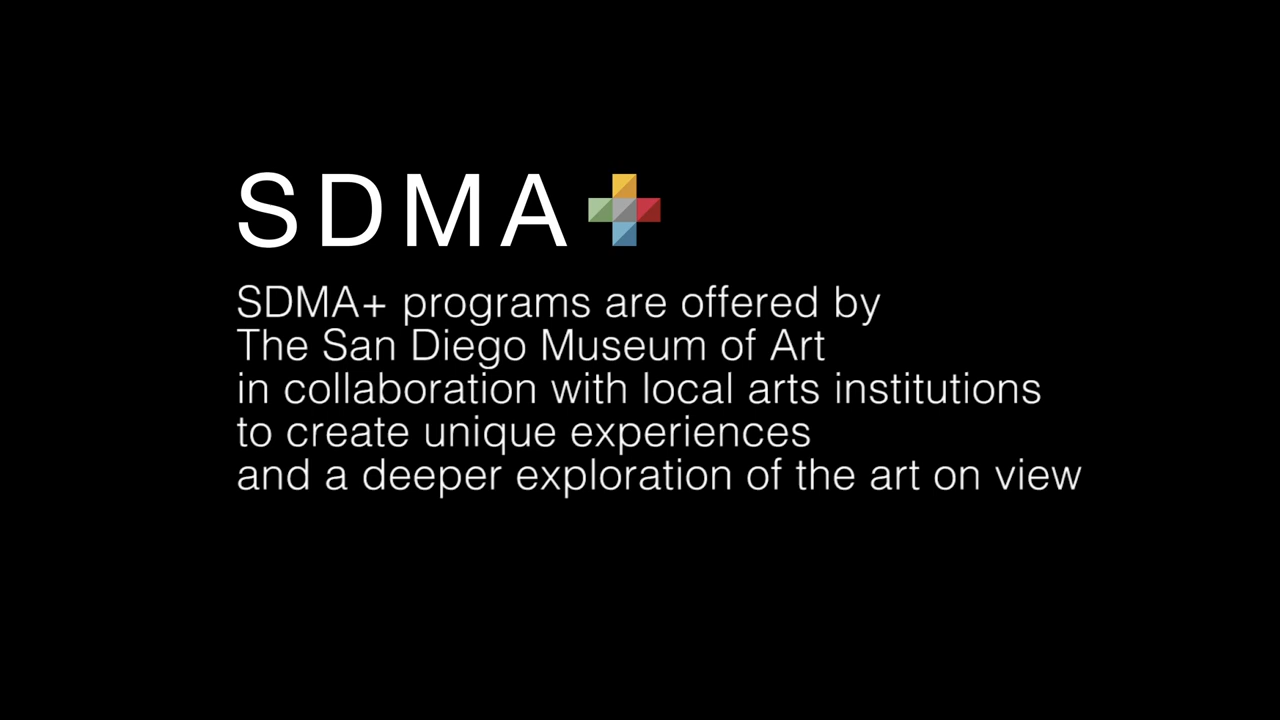 SDMA+
SDMA+ programs are offered by
The San Diego Museum of Art
in collaboration with local arts institutions
to create unique experiences
and a deeper exploration of the art on view